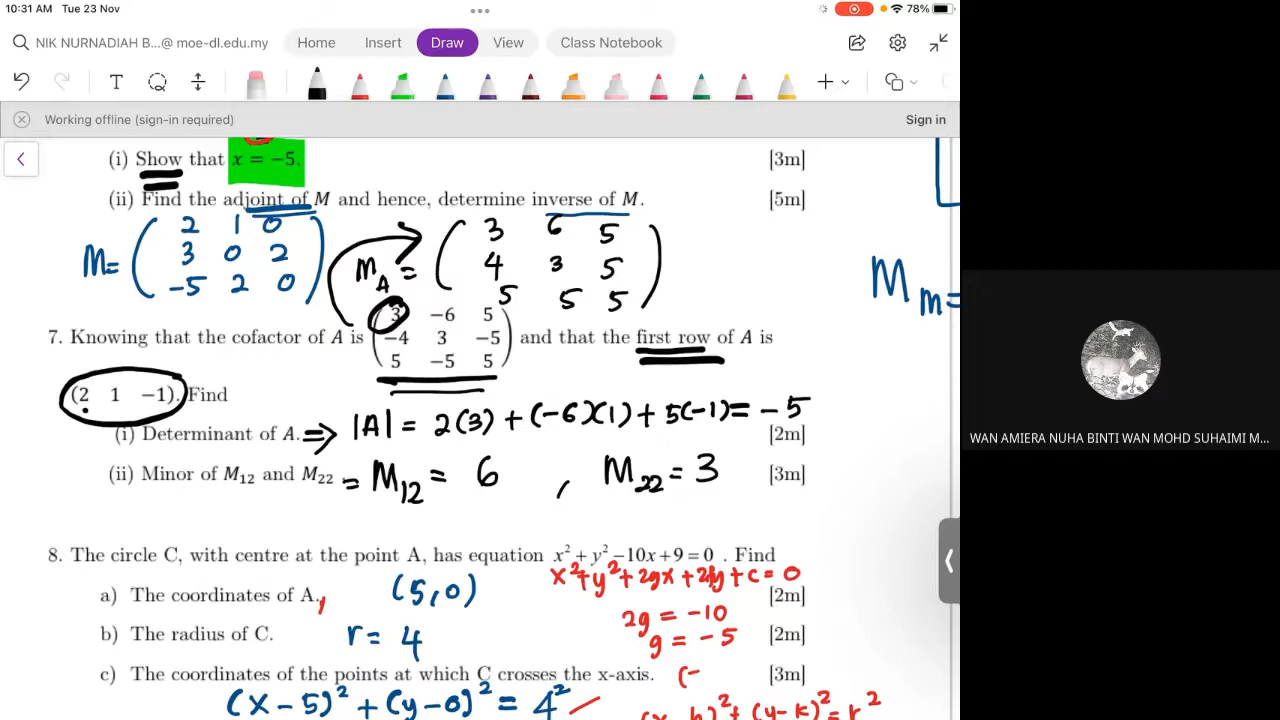 10:31 AM Tue 23 Nov
78%
NIK NURNADIAH B...@ moe-dl.edu.my Home Insert Draw View Class Notebook
T
Working offline (sign-in required) Sign in
(i) Show that x = −5. [3m]
(ii) Find the adjoint of M and hence, determine inverse of M. [5m]
M= ( 2 1 0
3 0 2
-5 2 0 )
M_A = ( 3 6 5
4 3 5
5 5 5 )
M_m =
7. Knowing that the cofactor of A is ( 3 −6 5
−4 3 −5
5 −5 5 ) and that the first row of A is
(2 1 −1). Find
(i) Determinant of A. ⇒ |A| = 2(3) + (-6)(1) + 5(-1) = -5 [2m]
(ii) Minor of M₁₂ and M₂₂ = M₁₂ = 6 , M₂₂ = 3 [3m]
8. The circle C, with centre at the point A, has equation x² + y² −10x + 9 = 0 . Find
x² + y² + 2gx + 2fy + c = 0
a) The coordinates of A, (5,0) [2m]
2g = -10
b) The radius of C. r = 4 g = -5 [2m]
c) The coordinates of the points at which C crosses the x-axis. (- [3m]
(x - 5)² + (y - 0)² = 4²
(x - h)² + (y - k)² = r²
WAN AMIERA NUHA BINTI WAN MOHD SUHAIMI M...